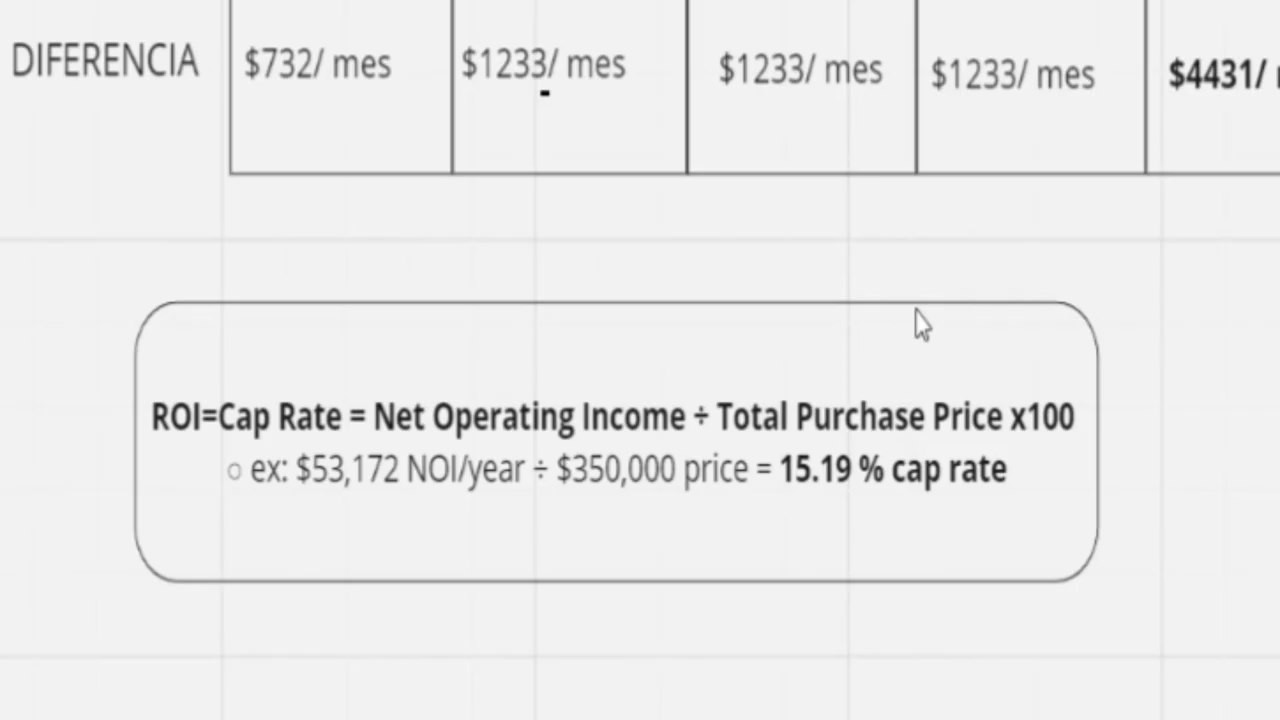 DIFERENCIA $732/ mes $1233/ mes $1233/ mes $1233/ mes $4431/
ROI=Cap Rate = Net Operating Income ÷ Total Purchase Price x100
○ ex: $53,172 NOI/year ÷ $350,000 price = 15.19 % cap rate